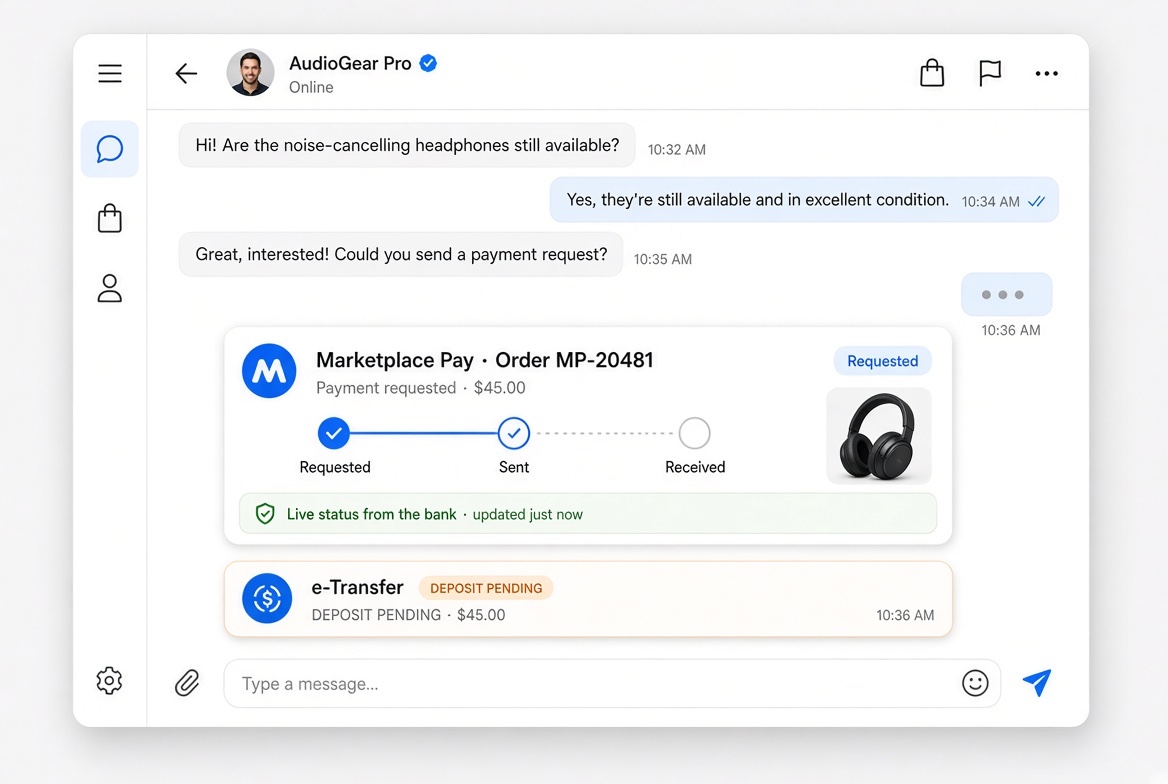 AudioGear Pro
Online
Hi! Are the noise-cancelling headphones still available?
10:32 AM
Yes, they're still available and in excellent condition.
10:34 AM
Great, interested! Could you send a payment request?
10:35 AM
10:36 AM
Marketplace Pay · Order MP-20481
Requested
Payment requested · $45.00
Requested
Sent
Received
Live status from the bank · updated just now
e-Transfer
DEPOSIT PENDING
DEPOSIT PENDING · $45.00
10:36 AM
Type a message...